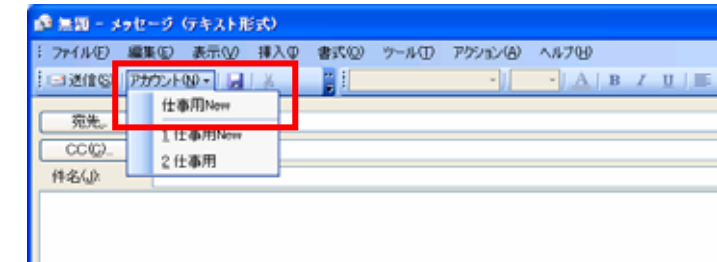 無題 - メッセージ (テキスト形式)
ファイル(F) 編集(E) 表示(V) 挿入(I) 書式(O) ツール(T) アクション(A) ヘルプ(H)
送信(S) アカウント(N) A B I U
仕事用New
宛先...
1 仕事用New
CC(C)...
2 仕事用
件名(J):